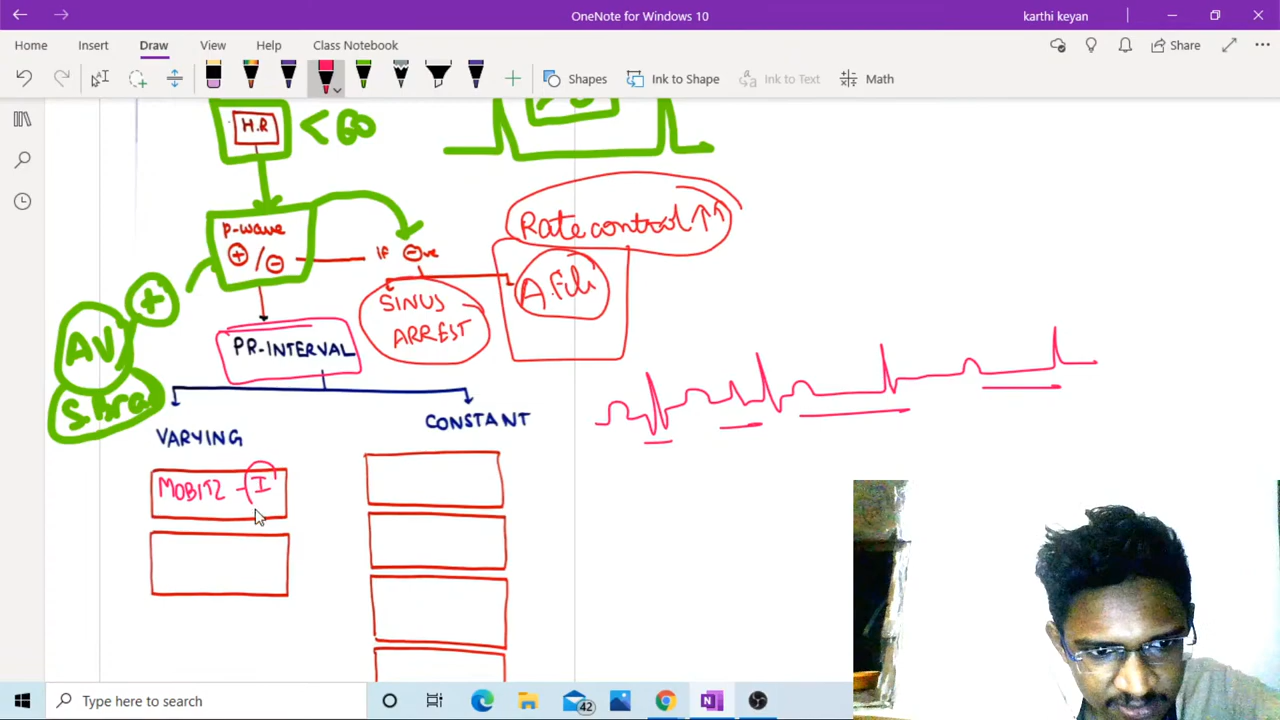 OneNote for Windows 10
karthi keyan
Home
Insert
Draw
View
Help
Class Notebook
Share
Shapes
Ink to Shape
Ink to Text
Math
H.R
< 60
P-wave
+ / -
if - ve
Rate control ↑↑
SINUS
ARREST
+
AV
PR-INTERVAL
VARYING
CONSTANT
MOBITZ - I
Type here to search
42